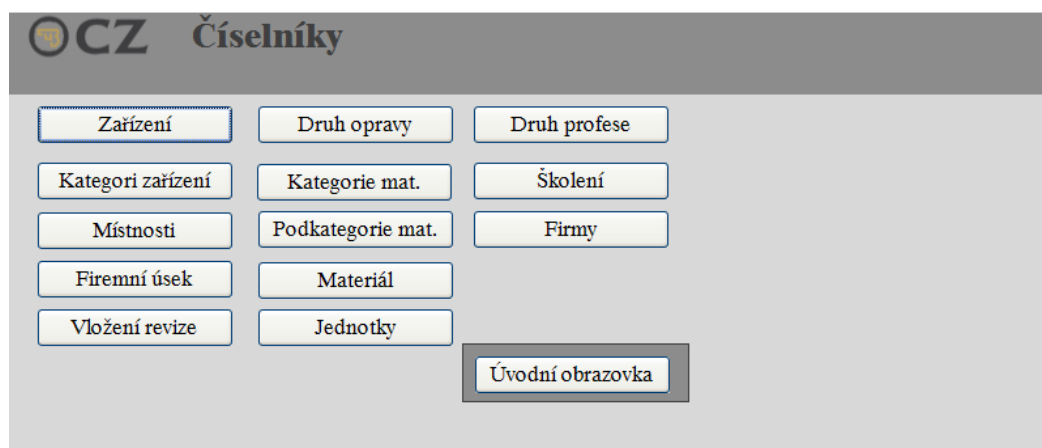 CZ Číselníky
Zařízení Druh opravy Druh profese
Kategori zařízení Kategorie mat. Školení
Místnosti Podkategorie mat. Firmy
Firemní úsek Materiál
Vložení revize Jednotky
Úvodní obrazovka